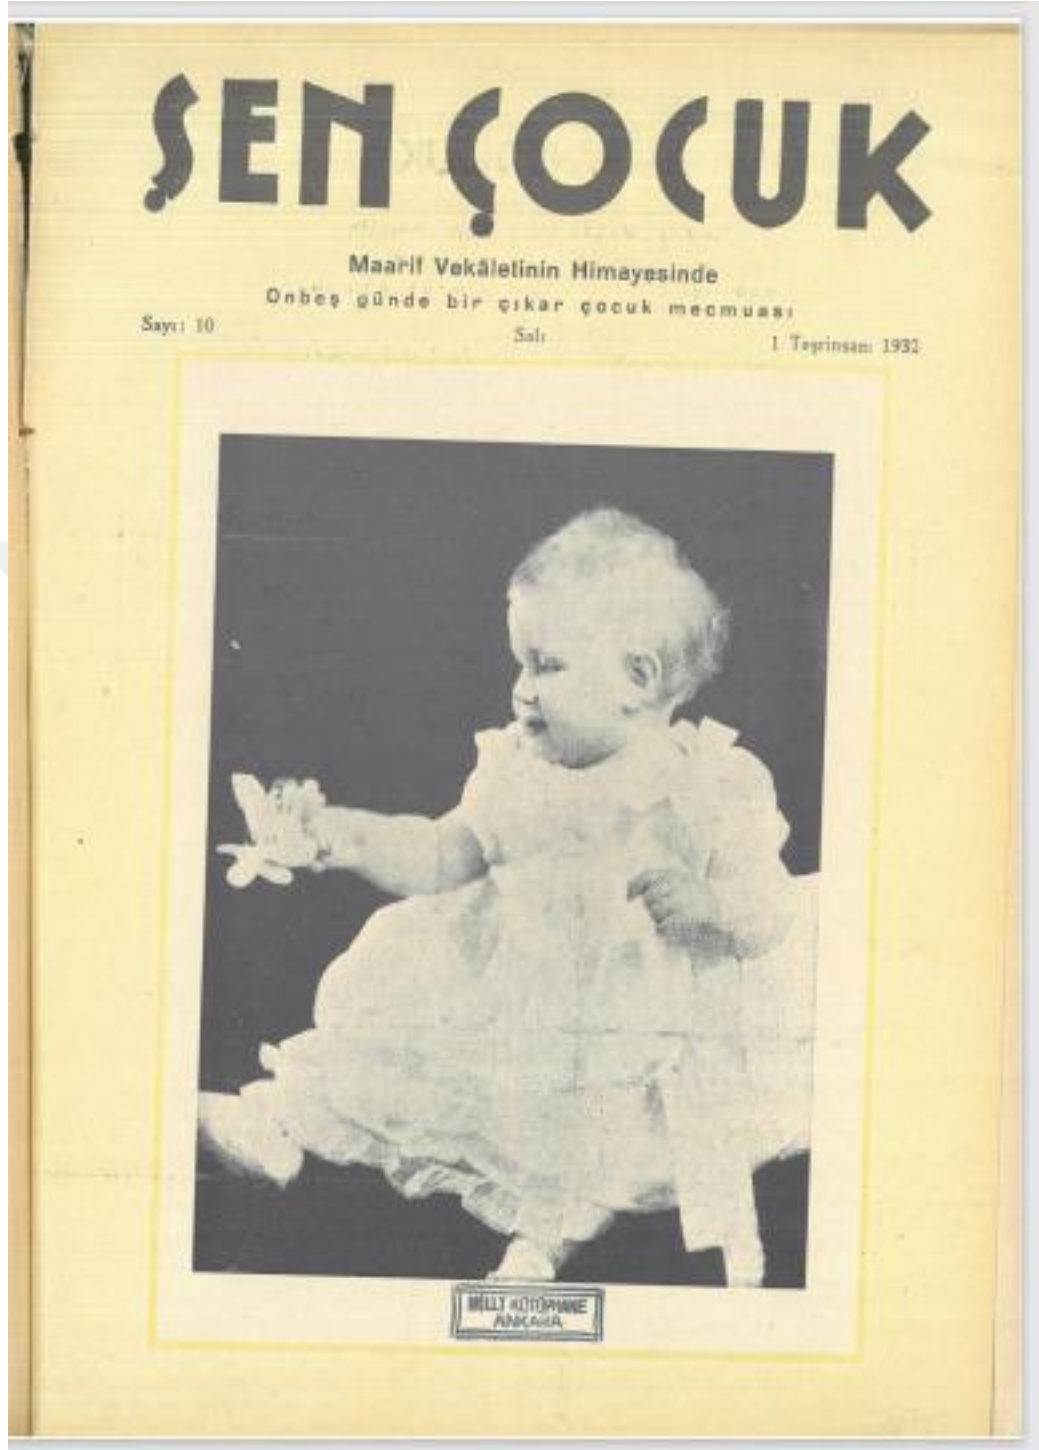 ŞEN ÇOCUK
Maarif Vekâletinin Himayesinde
Onbeş günde bir çıkar çocuk mecmuası
Sayı: 10
Salı
1 Teşrinsani 1932
MİLLÎ KÜTÜPHANE
ANKARA